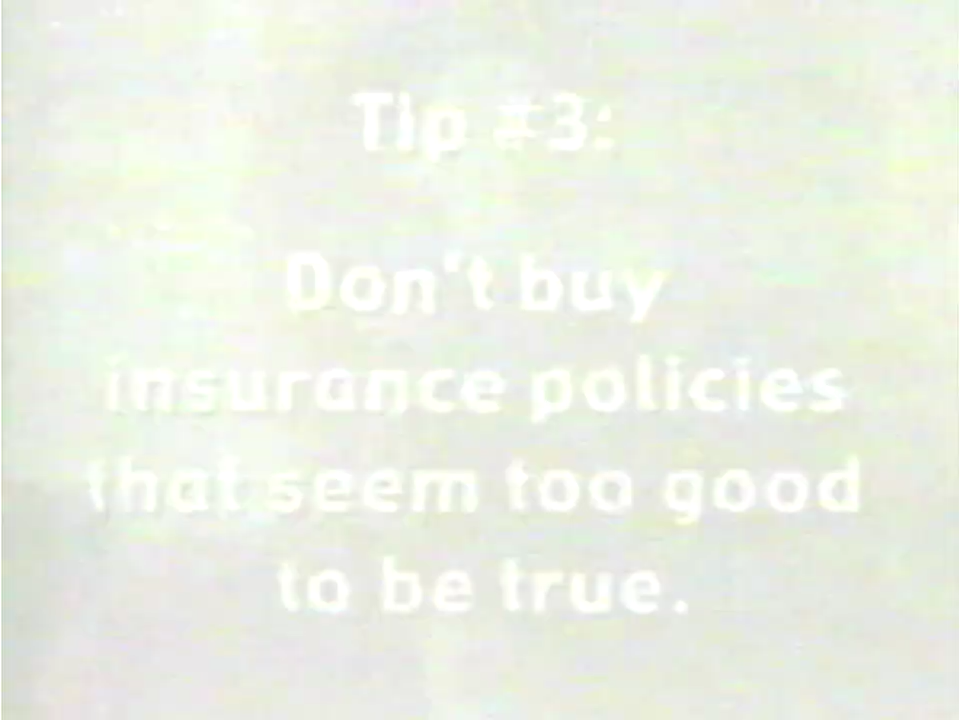 Tip #3:
Don't buy
insurance policies
that seem too good
to be true.